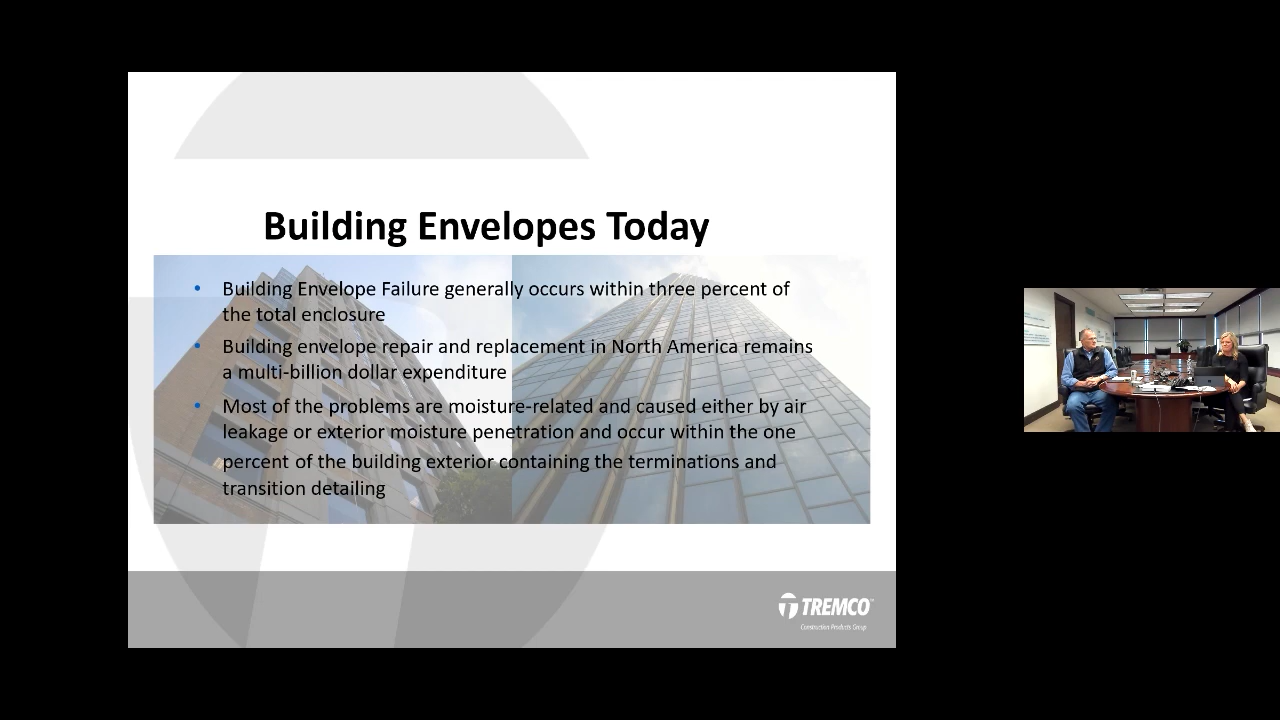 Building Envelopes Today
• Building Envelope Failure generally occurs within three percent of
the total enclosure
• Building envelope repair and replacement in North America remains
a multi-billion dollar expenditure
• Most of the problems are moisture-related and caused either by air
leakage or exterior moisture penetration and occur within the one
percent of the building exterior containing the terminations and
transition detailing
TREMCO™
Construction Products Group